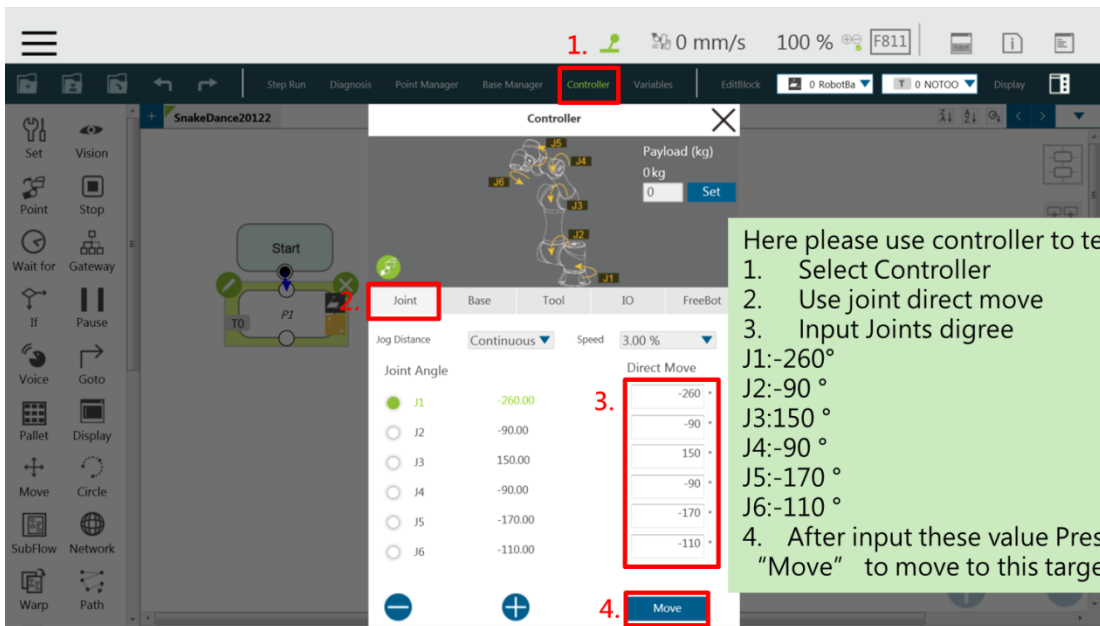 1.
0 mm/s
100 %
F811
Step Run
Diagnosis
Point Manager
Base Manager
Controller
Variables
EditBlock
0 RobotBa
T 0 NOTOO
Display
+ SnakeDance20122
Set
Vision
Point
Stop
Wait for
Gateway
If
Pause
Voice
Goto
Pallet
Display
Move
Circle
SubFlow
Network
Warp
Path
Start
P1
T0
Controller
J5
J4
J6
J3
J2
J1
Payload (kg)
0 kg
0
Set
2.
Joint
Base
Tool
IO
FreeBot
Jog Distance
Continuous
Speed
3.00 %
Joint Angle
Direct Move
3.
J1 -260.00 -260 °
J2 -90.00 -90 °
J3 150.00 150 °
J4 -90.00 -90 °
J5 -170.00 -170 °
J6 -110.00 -110 °
4.
Move
Here please use controller to te
1. Select Controller
2. Use joint direct move
3. Input Joints digree
J1:-260°
J2:-90 °
J3:150 °
J4:-90 °
J5:-170 °
J6:-110 °
4. After input these value Pres
“Move” to move to this targe